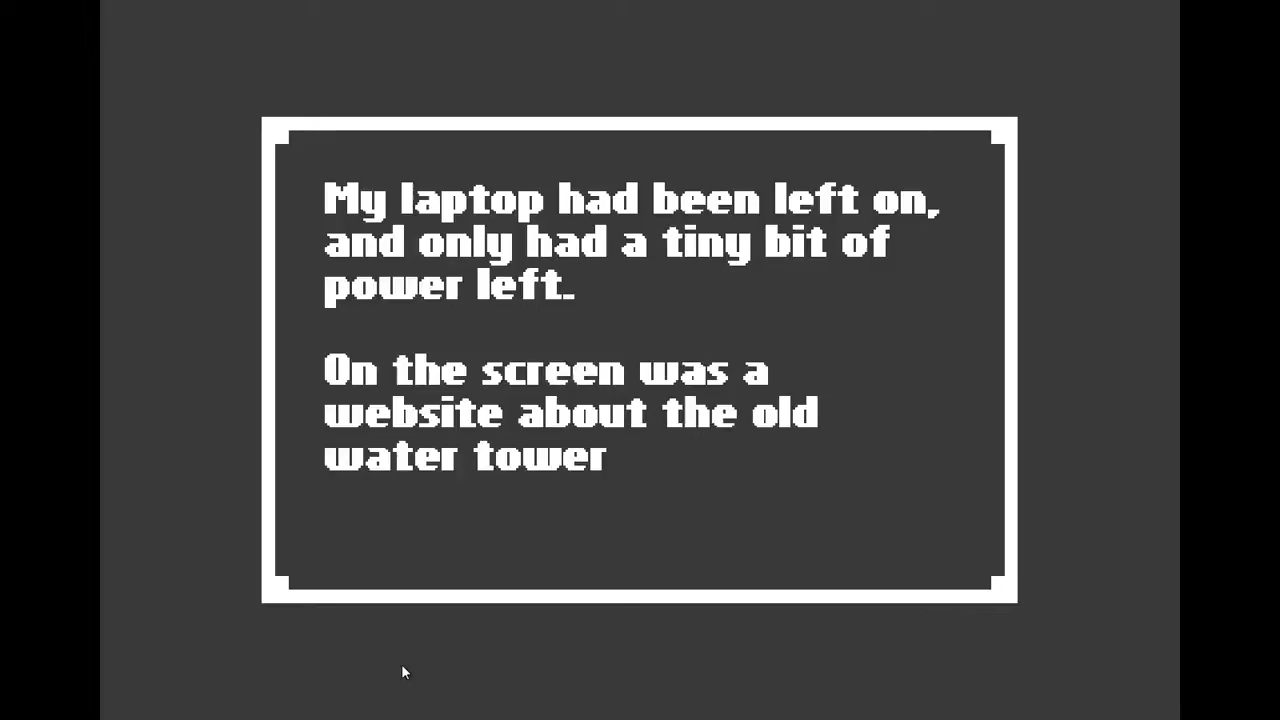 My laptop had been left on,
and only had a tiny bit of
power left.
On the screen was a
website about the old
water tower